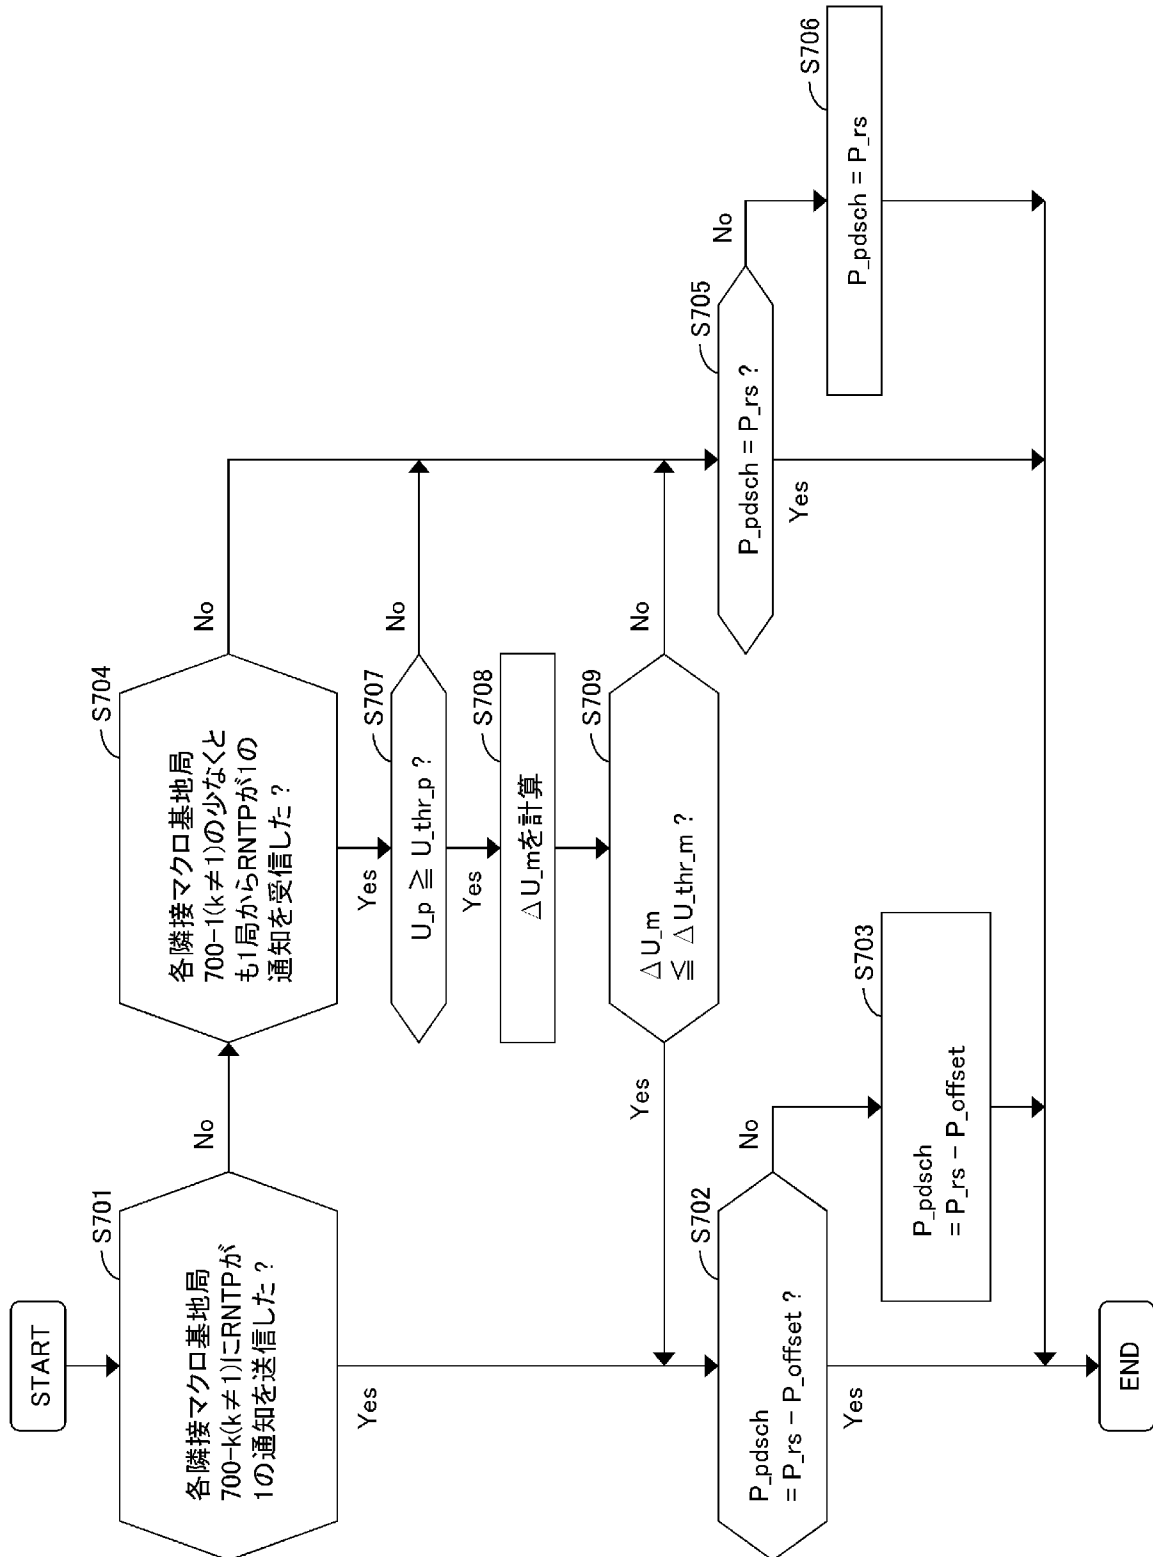 START
S701
各隣接マクロ基地局
700-k(k≠1)にRNTPが
1の通知を送信した？
No
Yes
S704
各隣接マクロ基地局
700-1(k≠1)の少なくと
も1局からRNTPが1の
通知を受信した？
No
Yes
S707
U_p ≧ U_thr_p ?
No
Yes
S708
△U_mを計算
S709
△U_m
≦ △U_thr_m ?
No
Yes
S702
P_pdsch
= P_rs − P_offset ?
No
Yes
S703
P_pdsch
= P_rs − P_offset
S705
P_pdsch = P_rs ?
No
Yes
S706
P_pdsch = P_rs
END